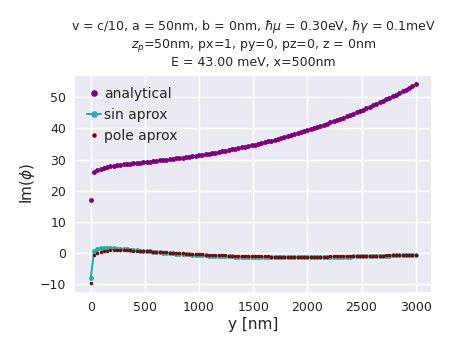 v = c/10, a = 50nm, b = 0nm, ℏμ = 0.30eV, ℏγ = 0.1meV
zₚ=50nm, px=1, py=0, pz=0, z = 0nm
E = 43.00 meV, x=500nm
analytical
sin aprox
pole aprox
Im(ϕ)
50
40
30
20
10
0
−10
0 500 1000 1500 2000 2500 3000
y [nm]